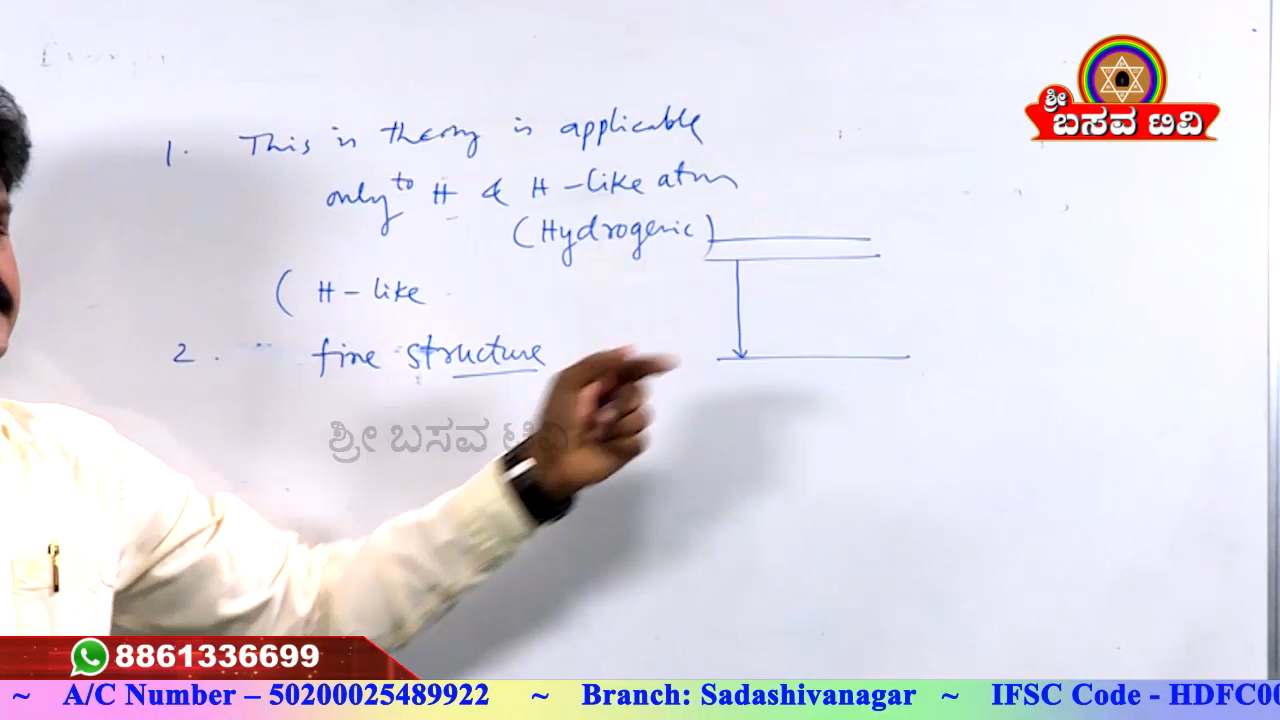 ಶ್ರೀ
ಬಸವ ಟಿವಿ
1. This is theory is applicable
only to H & H-like atom
(Hydrogenic)
( H-like
2. fine structure
ಶ್ರೀ ಬಸವ ಟಿವಿ
8861336699
~ A/C Number – 50200025489922 ~ Branch: Sadashivanagar ~ IFSC Code - HDFC00